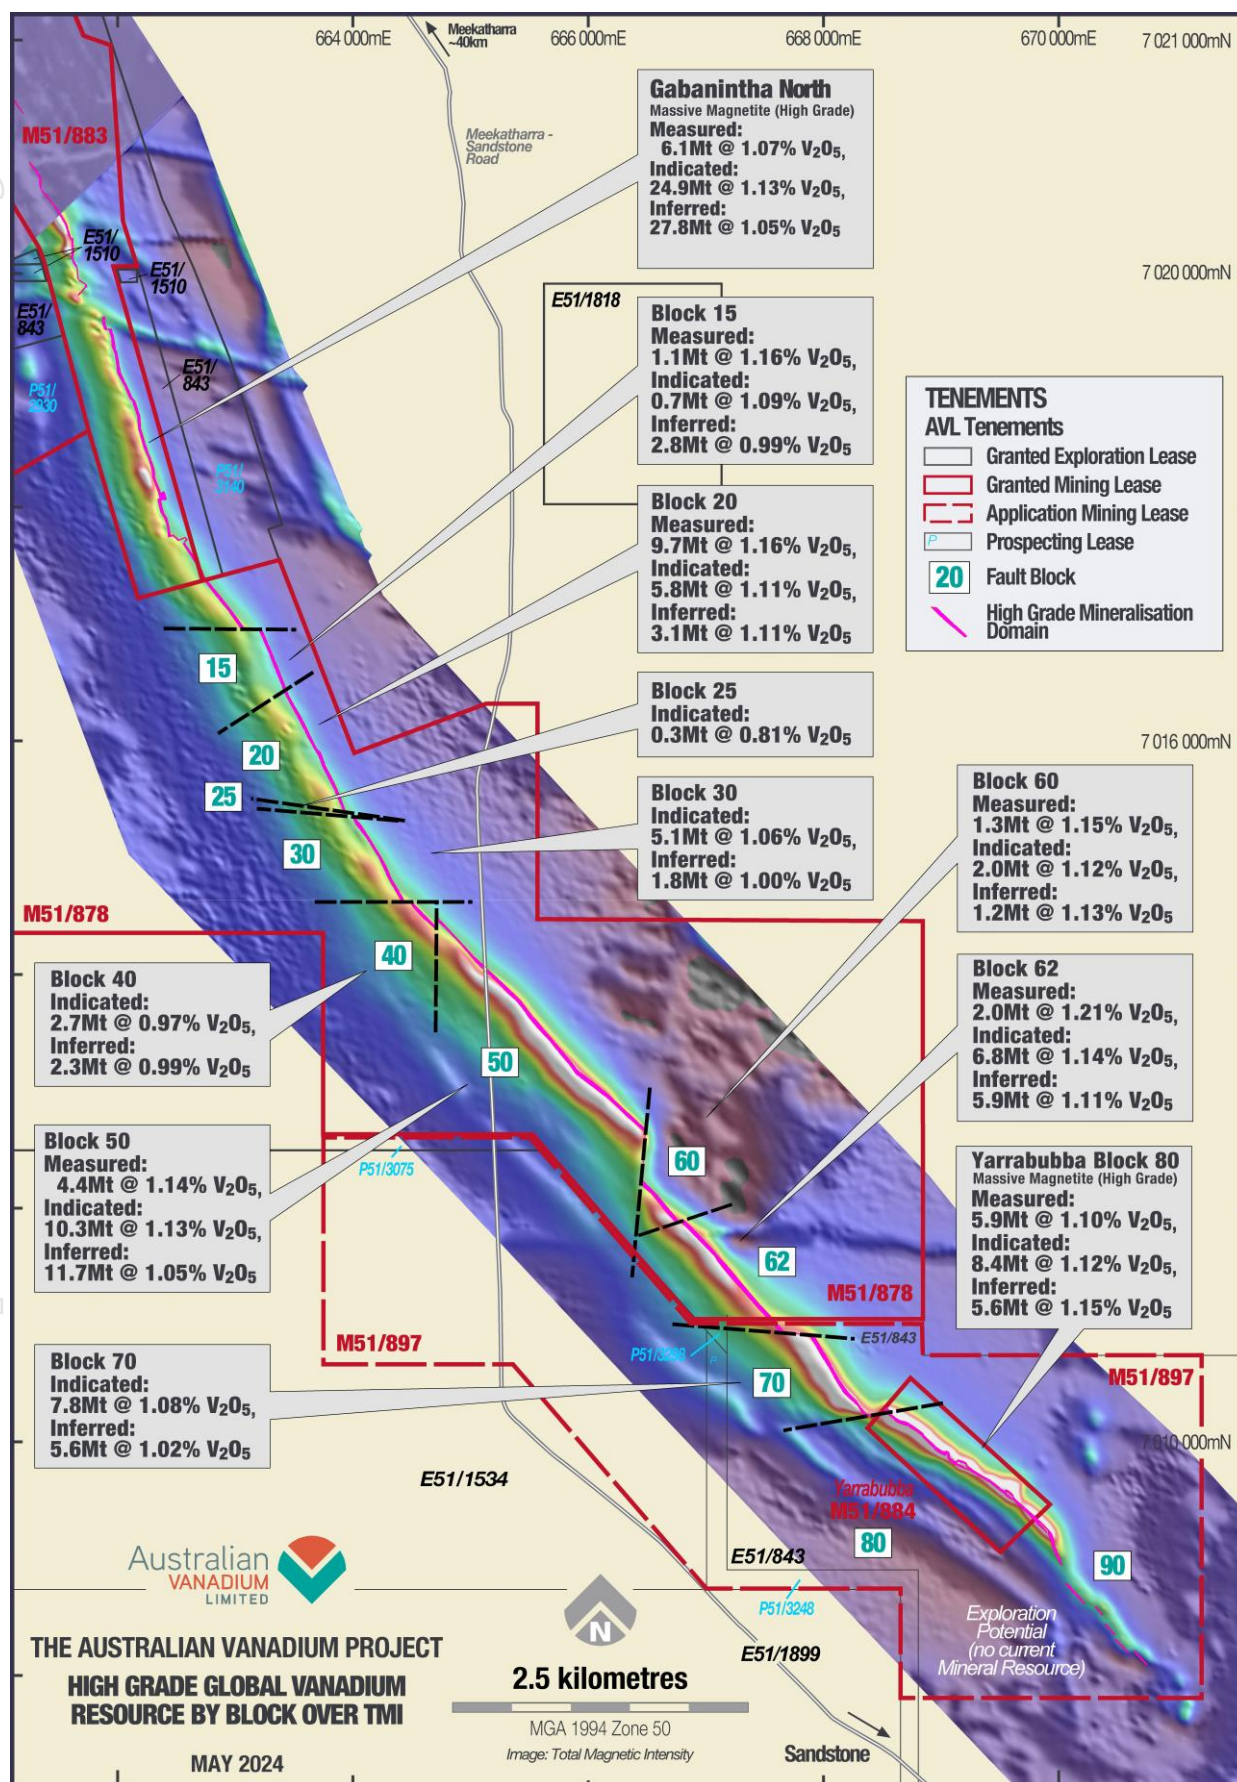 664 000mE
Meekatharra
~40km
666 000mE
668 000mE
670 000mE
7 021 000mN
M51/883
Meekatharra -
Sandstone
Road
Gabanintha North
Massive Magnetite (High Grade)
Measured:
6.1Mt @ 1.07% V₂O₅,
Indicated:
24.9Mt @ 1.13% V₂O₅,
Inferred:
27.8Mt @ 1.05% V₂O₅
E51/
1510
E51/
1510
7 020 000mN
E51/
843
E51/
843
P51/
3140
E51/1818
Block 15
Measured:
1.1Mt @ 1.16% V₂O₅,
Indicated:
0.7Mt @ 1.09% V₂O₅,
Inferred:
2.8Mt @ 0.99% V₂O₅
TENEMENTS
AVL Tenements
Granted Exploration Lease
Granted Mining Lease
Application Mining Lease
P
Prospecting Lease
20
Fault Block
High Grade Mineralisation
Domain
Block 20
Measured:
9.7Mt @ 1.16% V₂O₅,
Indicated:
5.8Mt @ 1.11% V₂O₅,
Inferred:
3.1Mt @ 1.11% V₂O₅
15
20
25
30
Block 25
Indicated:
0.3Mt @ 0.81% V₂O₅
7 016 000mN
Block 30
Indicated:
5.1Mt @ 1.06% V₂O₅,
Inferred:
1.8Mt @ 1.00% V₂O₅
Block 60
Measured:
1.3Mt @ 1.15% V₂O₅,
Indicated:
2.0Mt @ 1.12% V₂O₅,
Inferred:
1.2Mt @ 1.13% V₂O₅
M51/878
40
Block 40
Indicated:
2.7Mt @ 0.97% V₂O₅,
Inferred:
2.3Mt @ 0.99% V₂O₅
Block 62
Measured:
2.0Mt @ 1.21% V₂O₅,
Indicated:
6.8Mt @ 1.14% V₂O₅,
Inferred:
5.9Mt @ 1.11% V₂O₅
50
Block 50
Measured:
4.4Mt @ 1.14% V₂O₅,
Indicated:
10.3Mt @ 1.13% V₂O₅,
Inferred:
11.7Mt @ 1.05% V₂O₅
P51/3075
60
62
Yarrabubba Block 80
Massive Magnetite (High Grade)
Measured:
5.9Mt @ 1.10% V₂O₅,
Indicated:
8.4Mt @ 1.12% V₂O₅,
Inferred:
5.6Mt @ 1.15% V₂O₅
M51/878
E51/843
M51/897
P
M51/897
Block 70
Indicated:
7.8Mt @ 1.08% V₂O₅,
Inferred:
5.6Mt @ 1.02% V₂O₅
70
7 010 000mN
E51/1534
Yarrabubba
M51/884
80
90
E51/843
P51/3248
Exploration
Potential
(no current
Mineral Resource)
E51/1899
Australian
VANADIUM
LIMITED
N
THE AUSTRALIAN VANADIUM PROJECT
HIGH GRADE GLOBAL VANADIUM
RESOURCE BY BLOCK OVER TMI
MAY 2024
2.5 kilometres
MGA 1994 Zone 50
Image: Total Magnetic Intensity
Sandstone